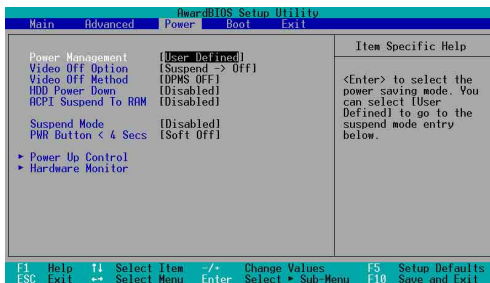 AwardBIOS Setup Utility
Main Advanced Power Boot Exit
Power Management [User Defined]
Video Off Option [Suspend -> Off]
Video Off Method [DPMS OFF]
HDD Power Down [Disabled]
ACPI Suspend To RAM [Disabled]
Suspend Mode [Disabled]
PWR Button < 4 Secs [Soft Off]
► Power Up Control
► Hardware Monitor
Item Specific Help
<Enter> to select the
power saving mode. You
can select [User
Defined] to go to the
suspend mode entry
below.
F1 Help ↑↓ Select Item -/+ Change Values F5 Setup Defaults
ESC Exit ←→ Select Menu Enter Select ► Sub-Menu F10 Save and Exit